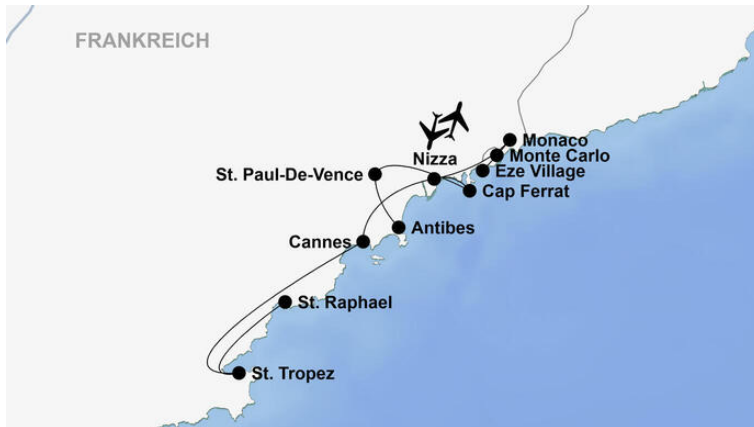 FRANKREICH
Monaco
Nizza
Monte Carlo
St. Paul-De-Vence
Eze Village
Cap Ferrat
Antibes
Cannes
St. Raphael
St. Tropez